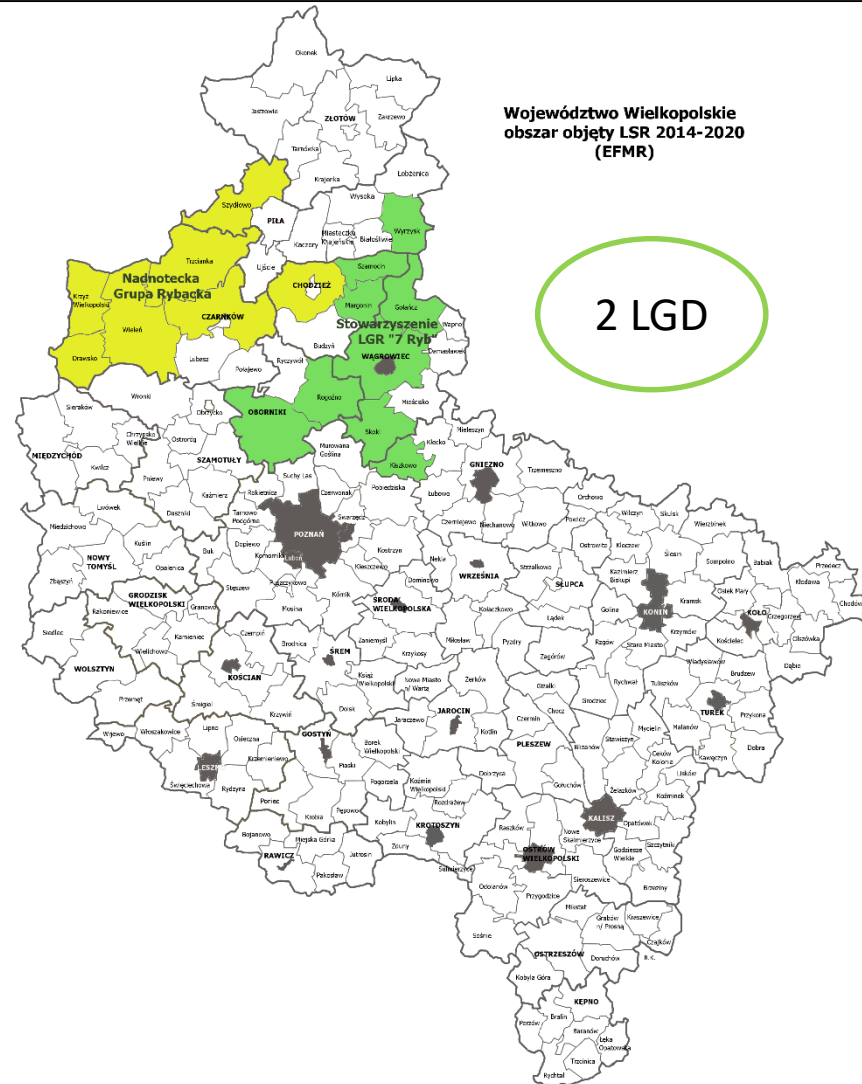 Województwo Wielkopolskie
obszar objęty LSR 2014-2020
(EFMR)
2 LGD
Okonek
Lipka
Jastrowie
ZŁOTÓW
Zakrzewo
Tarnówka
Krajenka
Łobżenica
Szydłowo
Wysoka
PIŁA
Miasteczko
Krajeńskie
Wyrzysk
Kaczory
Białośliwie
Trzcianka
Ujście
Szamocin
Nadnotecka
Grupa Rybacka
CHODZIEŻ
Krzyż
Wielkopolski
Margonin
Gołańcz
CZARNKÓW
Wieleń
Stowarzyszenie
LGR "7 Ryb"
Wapno
Budzyń
Damasławek
Drawsko
Lubasz
Ryczywół
WĄGROWIEC
Połajewo
Wronki
Rogoźno
Mieścisko
Sieraków
Obrzycko
OBORNIKI
Chrzypsko
Wielkie
Ostroróg
Skoki
Mieleszyn
MIĘDZYCHÓD
SZAMOTUŁY
Murowana
Goślina
Kłecko
Kwilcz
Kiszkowo
GNIEZNO
Pniewy
Kaźmierz
Suchy Las
Pobiedziska
Trzemeszno
Rokietnica
Czerwonak
Łubowo
Orchowo
Lwówek
Duszniki
Tarnowo
Podgórne
Swarzędz
Czerniejewo
Niechanowo
Witkowo
Powidz
Wilczyn
Skulsk
Wierzbinek
Miedzichowo
POZNAŃ
Kuślin
Buk
Dopiewo
Kostrzyn
Ostrowite
Kleczew
Ślesin
NOWY
TOMYŚL
Opalenica
Komorniki
Luboń
Nekla
Sompolno
Babiak
Przedecz
Zbąszyń
Stęszew
Puszczykowo
Kleszczewo
Dominowo
WRZEŚNIA
Strzałkowo
SŁUPCA
Kazimierz
Biskupi
Osiek Mały
Kłodawa
GRODZISK
WIELKOPOLSKI
Granowo
Mosina
Kórnik
ŚRODA
WIELKOPOLSKA
Kołaczkowo
Lądek
Golina
KONIN
Kramsk
KOŁO
Grzegorzew
Chodów
Rakoniewice
Siedlec
Kamieniec
Czempiń
Brodnica
Zaniemyśl
Miłosław
Pyzdry
Rzgów
Stare Miasto
Krzymów
Kościelec
Olszówka
Wielichowo
Krzykosy
Zagórów
Władysławów
Dąbie
WOLSZTYN
KOŚCIAN
ŚREM
Książ
Wielkopolski
Nowe Miasto
n Wartą
Żerków
Gizałki
Grodziec
Rychwał
Tuliszków
Brudzew
Przemęt
Śmigiel
Krzywiń
Dolsk
Jaraczewo
JAROCIN
Chocz
TUREK
Przykona
Wijewo
Włoszakowice
Lipno
Osieczna
GOSTYŃ
Borek
Wielkopolski
Kotlin
Czermin
PLESZEW
Blizanów
Stawiszyn
Mycielin
Malanów
Dobra
Krzemieniewo
Piaski
Ceków
Kolonia
Kawęczyn
LESZNO
Święciechowa
Rydzyna
Poniec
Pogorzela
Koźmin
Wielkopolski
Dobrzyca
Gołuchów
Żelazków
Lisków
Koźminek
Krobia
Pępowo
Kobylin
Rozdrażew
KALISZ
Opatówek
Bojanowo
Miejska Górka
KROTOSZYN
Raszków
Nowe
Skalmierzyce
Szczytniki
RAWICZ
Jutrosin
Zduny
OSTRÓW
WIELKOPOLSKI
Godziesze
Wielkie
Pakosław
Sulmierzyce
Sieroszewice
Brzeziny
Odolanów
Przygodzice
Mikstat
Sośnie
Grabów
n/ Prosną
Kraszewice
OSTRZESZÓW
Doruchów
Czajków
B.K.
Kobyla Góra
KĘPNO
Perzów
Bralin
Baranów
Łęka
Opatowska
Trzcinica
Rychtal